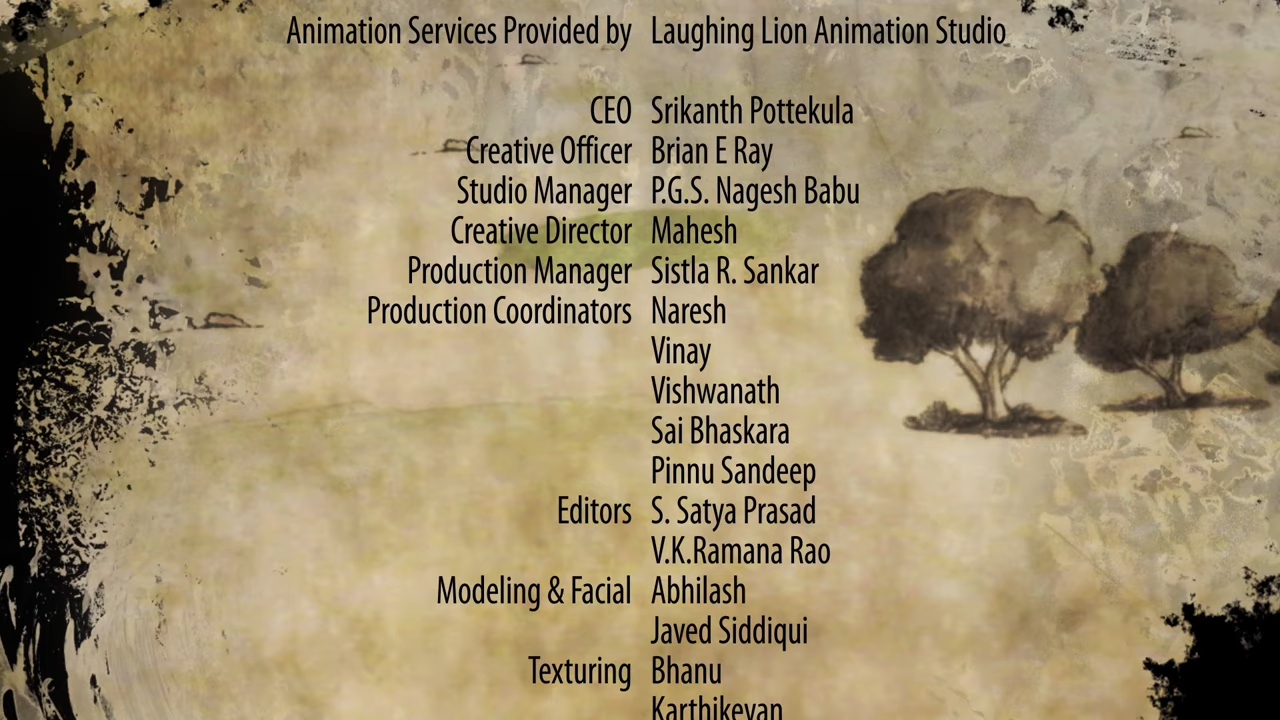 Animation Services Provided by Laughing Lion Animation Studio
CEO Srikanth Pottekula
Creative Officer Brian E Ray
Studio Manager P.G.S. Nagesh Babu
Creative Director Mahesh
Production Manager Sistla R. Sankar
Production Coordinators Naresh
Vinay
Vishwanath
Sai Bhaskara
Pinnu Sandeep
Editors S. Satya Prasad
V.K.Ramana Rao
Modeling & Facial Abhilash
Javed Siddiqui
Texturing Bhanu
Karthikeyan